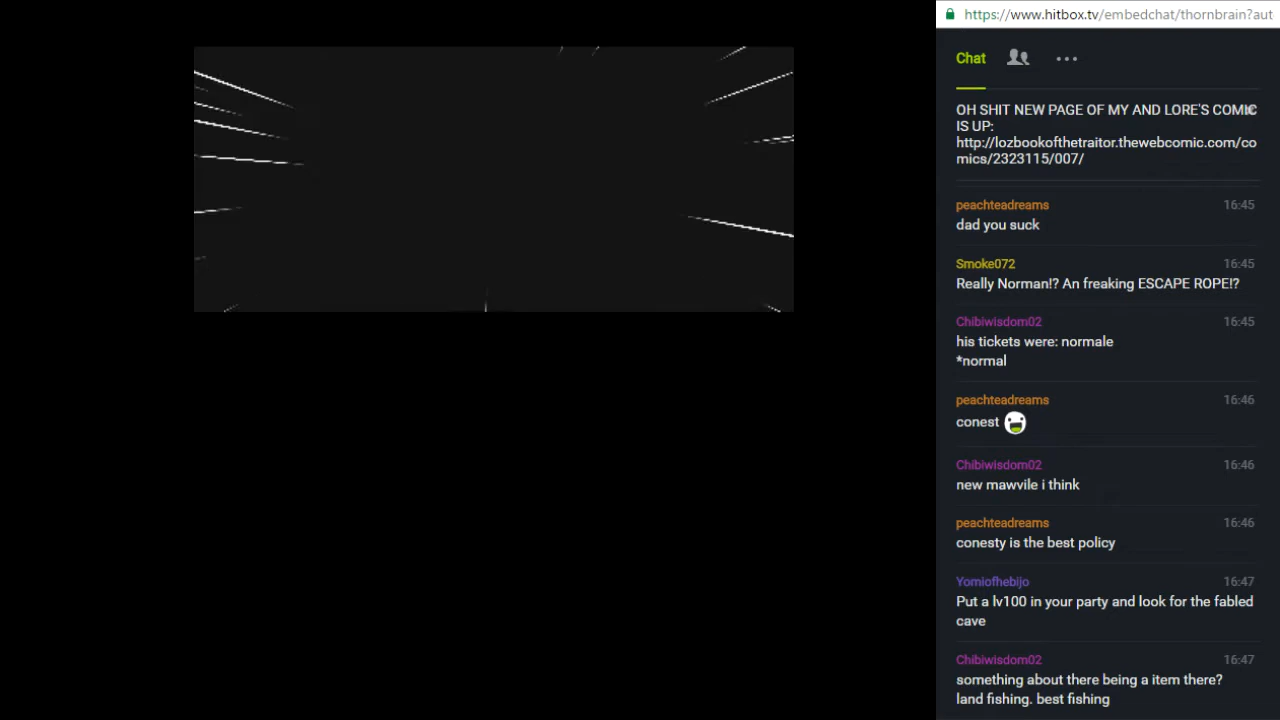 https://www.hitbox.tv/embedchat/thornbrain?aut
Chat
OH SHIT NEW PAGE OF MY AND LORE'S COMIC
IS UP:
http://lozbookofthetraitor.thewebcomic.com/co
mics/2323115/007/
peachteadreams 16:45
dad you suck
Smoke072 16:45
Really Norman!? An freaking ESCAPE ROPE!?
Chibiwisdom02 16:45
his tickets were: normale
*normal
peachteadreams 16:46
conest
Chibiwisdom02 16:46
new mawvile i think
peachteadreams 16:46
conesty is the best policy
Yomiofhebijo 16:47
Put a lv100 in your party and look for the fabled
cave
Chibiwisdom02 16:47
something about there being a item there?
land fishing. best fishing